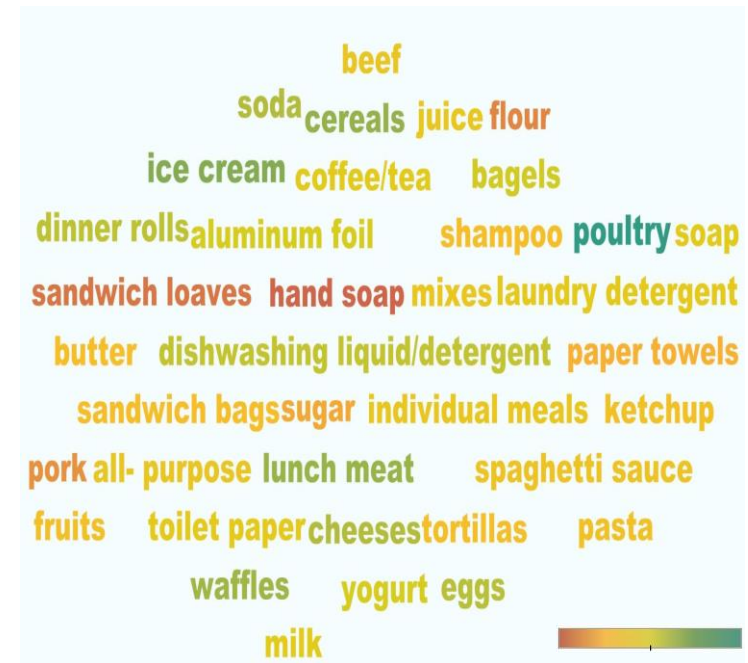 beef
soda cereals juice flour
ice cream coffee/tea bagels
dinner rolls aluminum foil shampoo poultry soap
sandwich loaves hand soap mixes laundry detergent
butter dishwashing liquid/detergent paper towels
sandwich bags sugar individual meals ketchup
pork all- purpose lunch meat spaghetti sauce
fruits toilet paper cheeses tortillas pasta
waffles yogurt eggs
milk